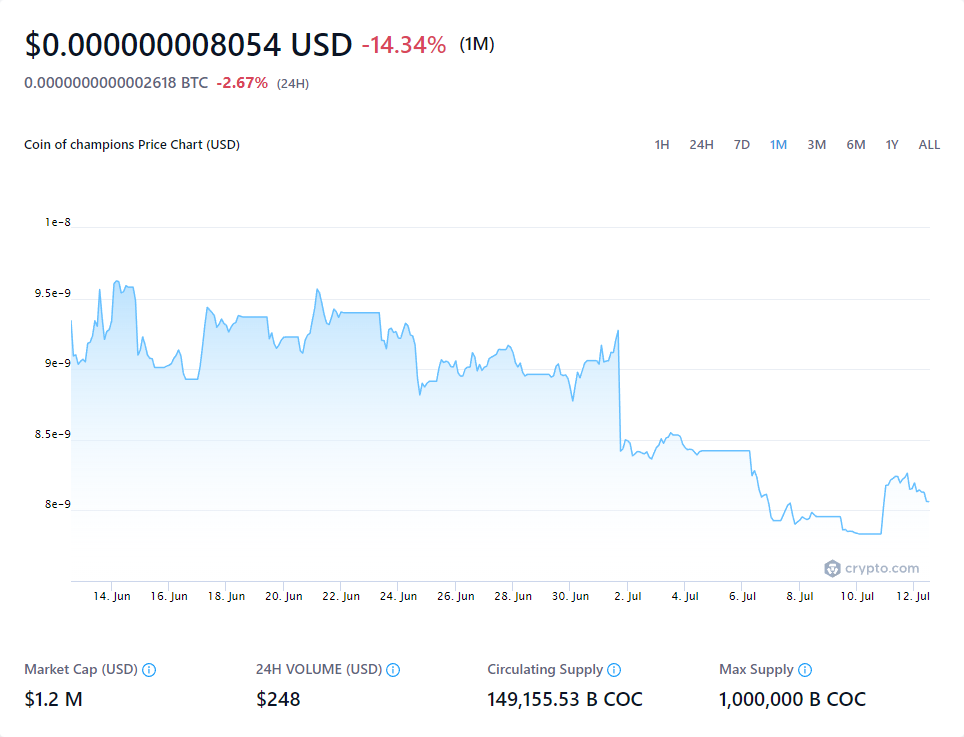 $0.000000008054 USD -14.34% (1M)
0.0000000000002618 BTC -2.67% (24H)
Coin of champions Price Chart (USD) 1H 24H 7D 1M 3M 6M 1Y ALL
1e-8
9.5e-9
9e-9
8.5e-9
8e-9
crypto.com
14. Jun 16. Jun 18. Jun 20. Jun 22. Jun 24. Jun 26. Jun 28. Jun 30. Jun 2. Jul 4. Jul 6. Jul 8. Jul 10. Jul 12. Jul
Market Cap (USD) 24H VOLUME (USD) Circulating Supply Max Supply
$1.2 M $248 149,155.53 B COC 1,000,000 B COC